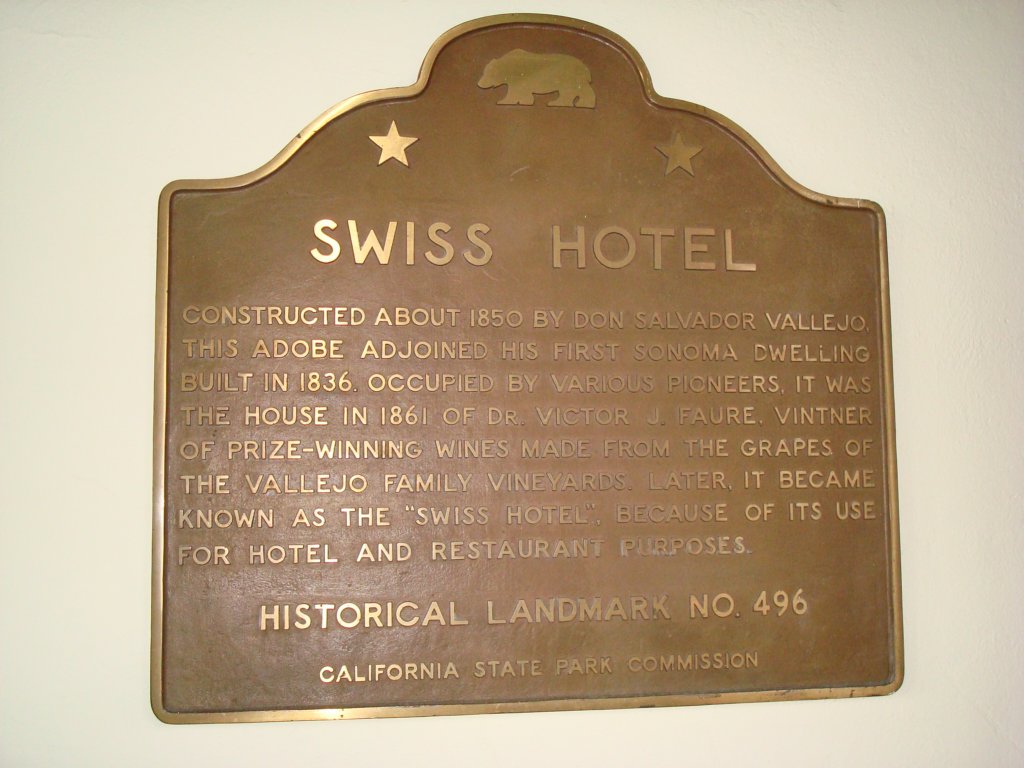 SWISS HOTEL
CONSTRUCTED ABOUT 1850 BY DON SALVADOR VALLEJO,
THIS ADOBE ADJOINED HIS FIRST SONOMA DWELLING
BUILT IN 1836. OCCUPIED BY VARIOUS PIONEERS, IT WAS
THE HOUSE IN 1861 OF DR. VICTOR J. FAURE, VINTNER
OF PRIZE-WINNING WINES MADE FROM THE GRAPES OF
THE VALLEJO FAMILY VINEYARDS. LATER, IT BECAME
KNOWN AS THE "SWISS HOTEL", BECAUSE OF ITS USE
FOR HOTEL AND RESTAURANT PURPOSES.
HISTORICAL LANDMARK NO. 496
CALIFORNIA STATE PARK COMMISSION